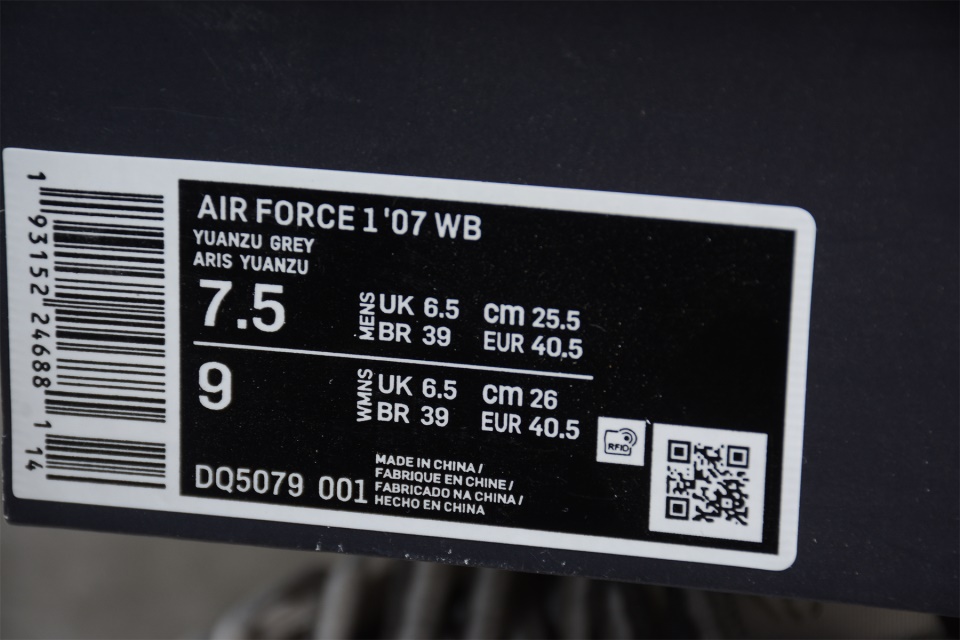 AIR FORCE 1 '07 WB
YUANZU GREY
ARIS YUANZU
7.5
MENS
UK 6.5 cm 25.5
BR 39 EUR 40.5
9
WMNS
UK 6.5 cm 26
BR 39 EUR 40.5
RFID
DQ5079 001
MADE IN CHINA /
FABRIQUE EN CHINE /
FABRICADO NA CHINA /
HECHO EN CHINA
1 93152 24688 1 14